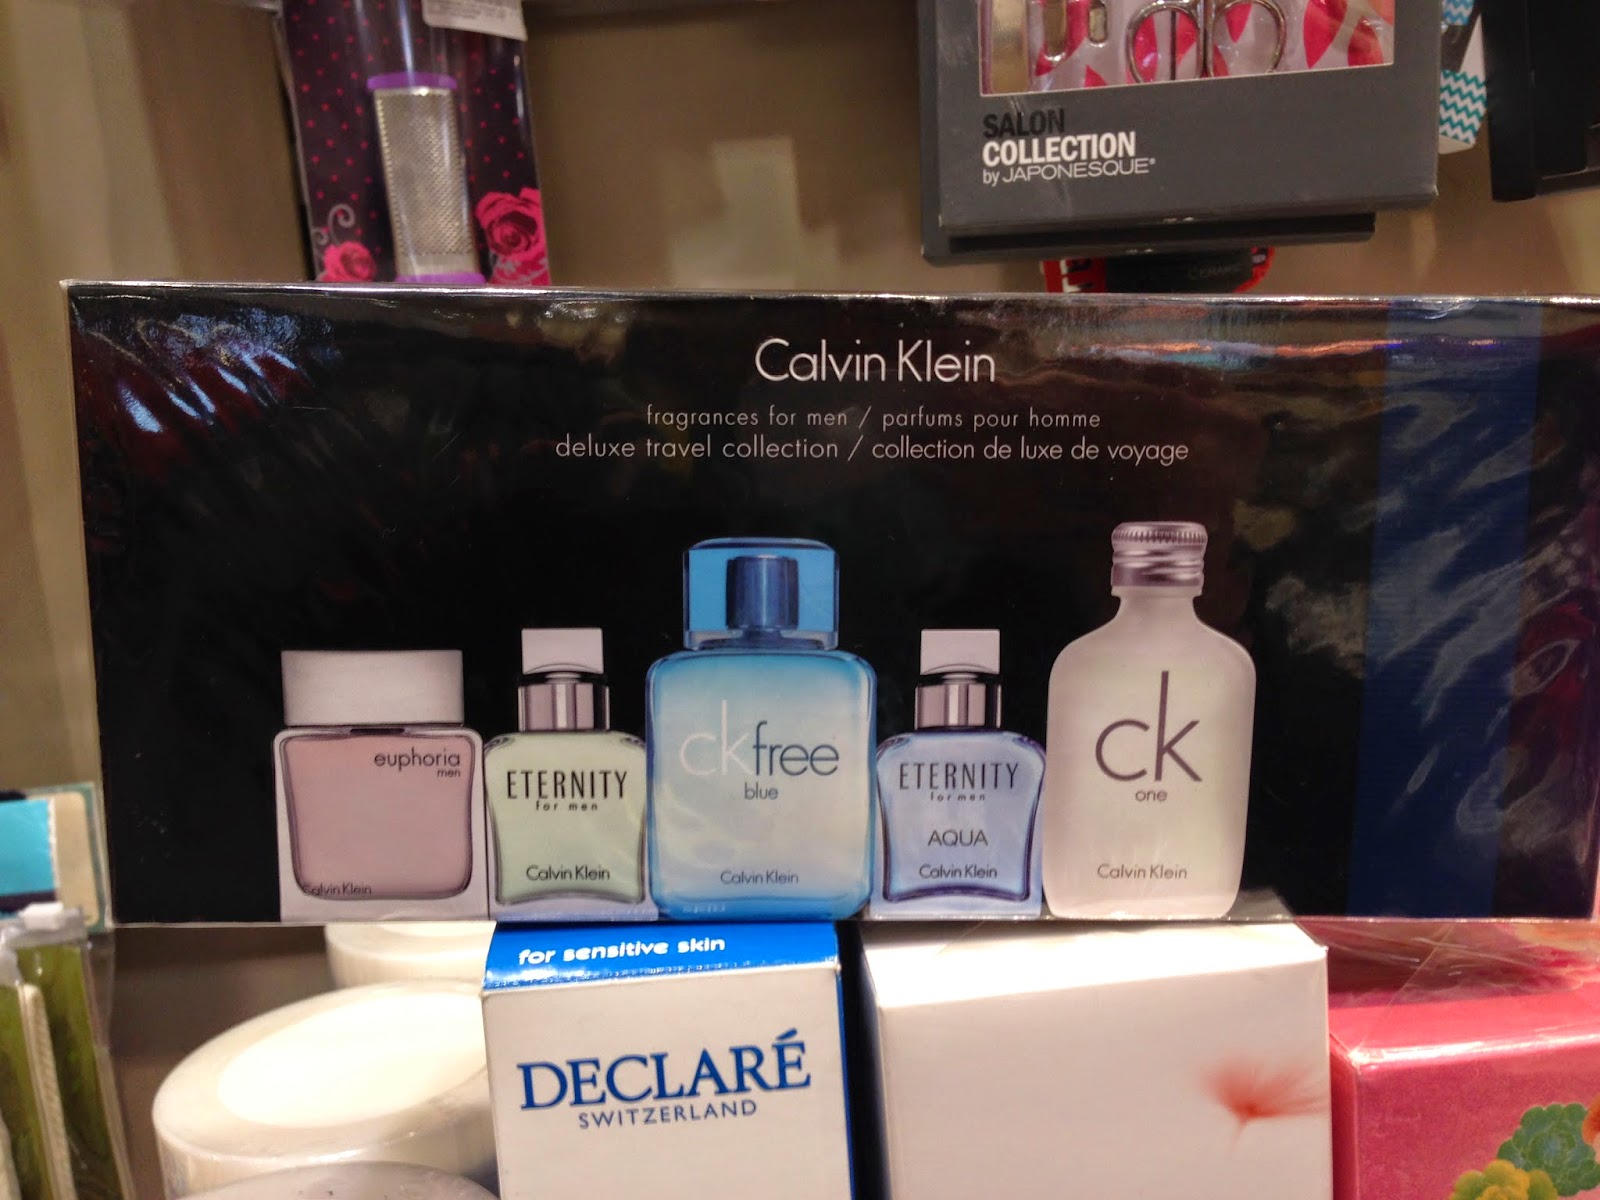 SALON
COLLECTION
by JAPONESQUE®
CERAMIC
Calvin Klein
fragrances for men / parfums pour homme
deluxe travel collection / collection de luxe de voyage
euphoria
men
Calvin Klein
ETERNITY
for men
Calvin Klein
ckfree
blue
Calvin Klein
ETERNITY
for men
AQUA
Calvin Klein
ck
one
Calvin Klein
for sensitive skin
DECLARÉ
SWITZERLAND